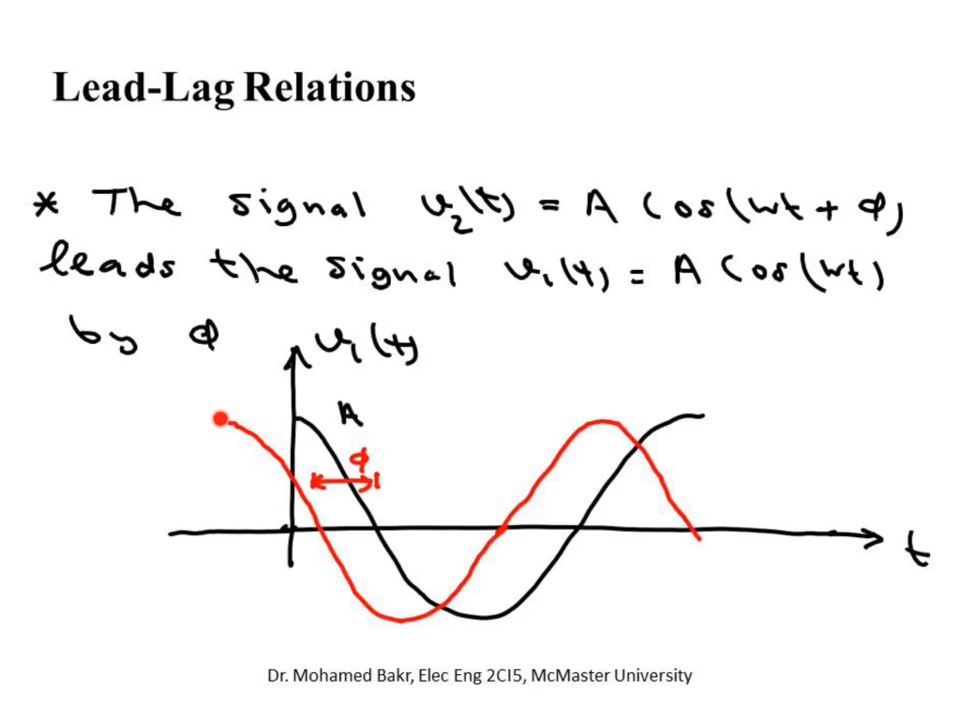 Lead-Lag Relations
* The signal v₂(t) = A Cos(wt + φ)
leads the signal v₁(t) = A Cos(wt)
by φ
v₁(t)
A
φ
t
Dr. Mohamed Bakr, Elec Eng 2CI5, McMaster University